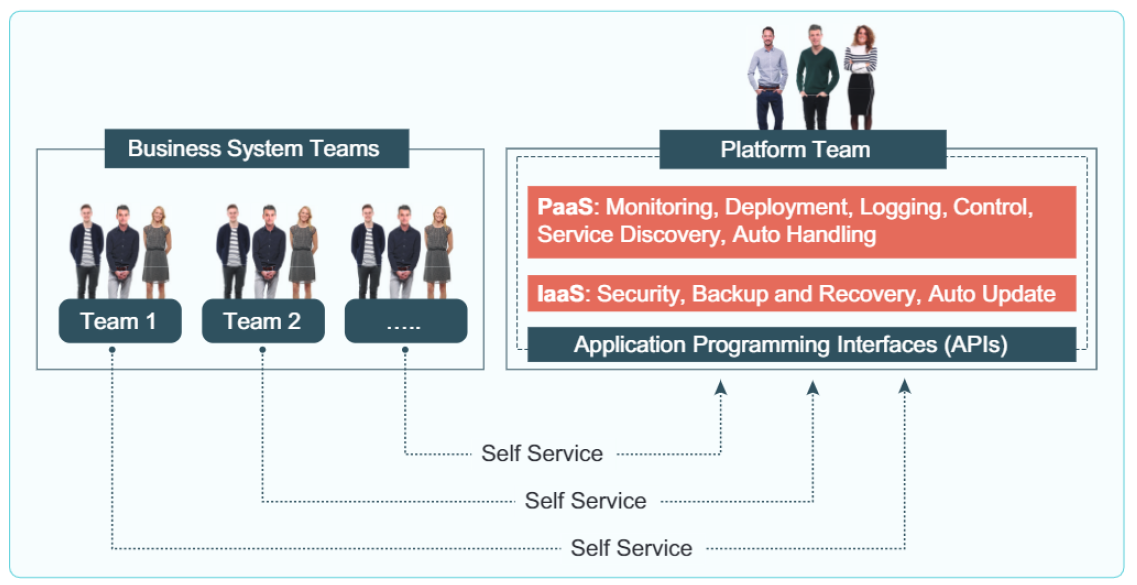 Business System Teams
Team 1
Team 2
.....
Platform Team
PaaS: Monitoring, Deployment, Logging, Control,
Service Discovery, Auto Handling
IaaS: Security, Backup and Recovery, Auto Update
Application Programming Interfaces (APIs)
Self Service
Self Service
Self Service